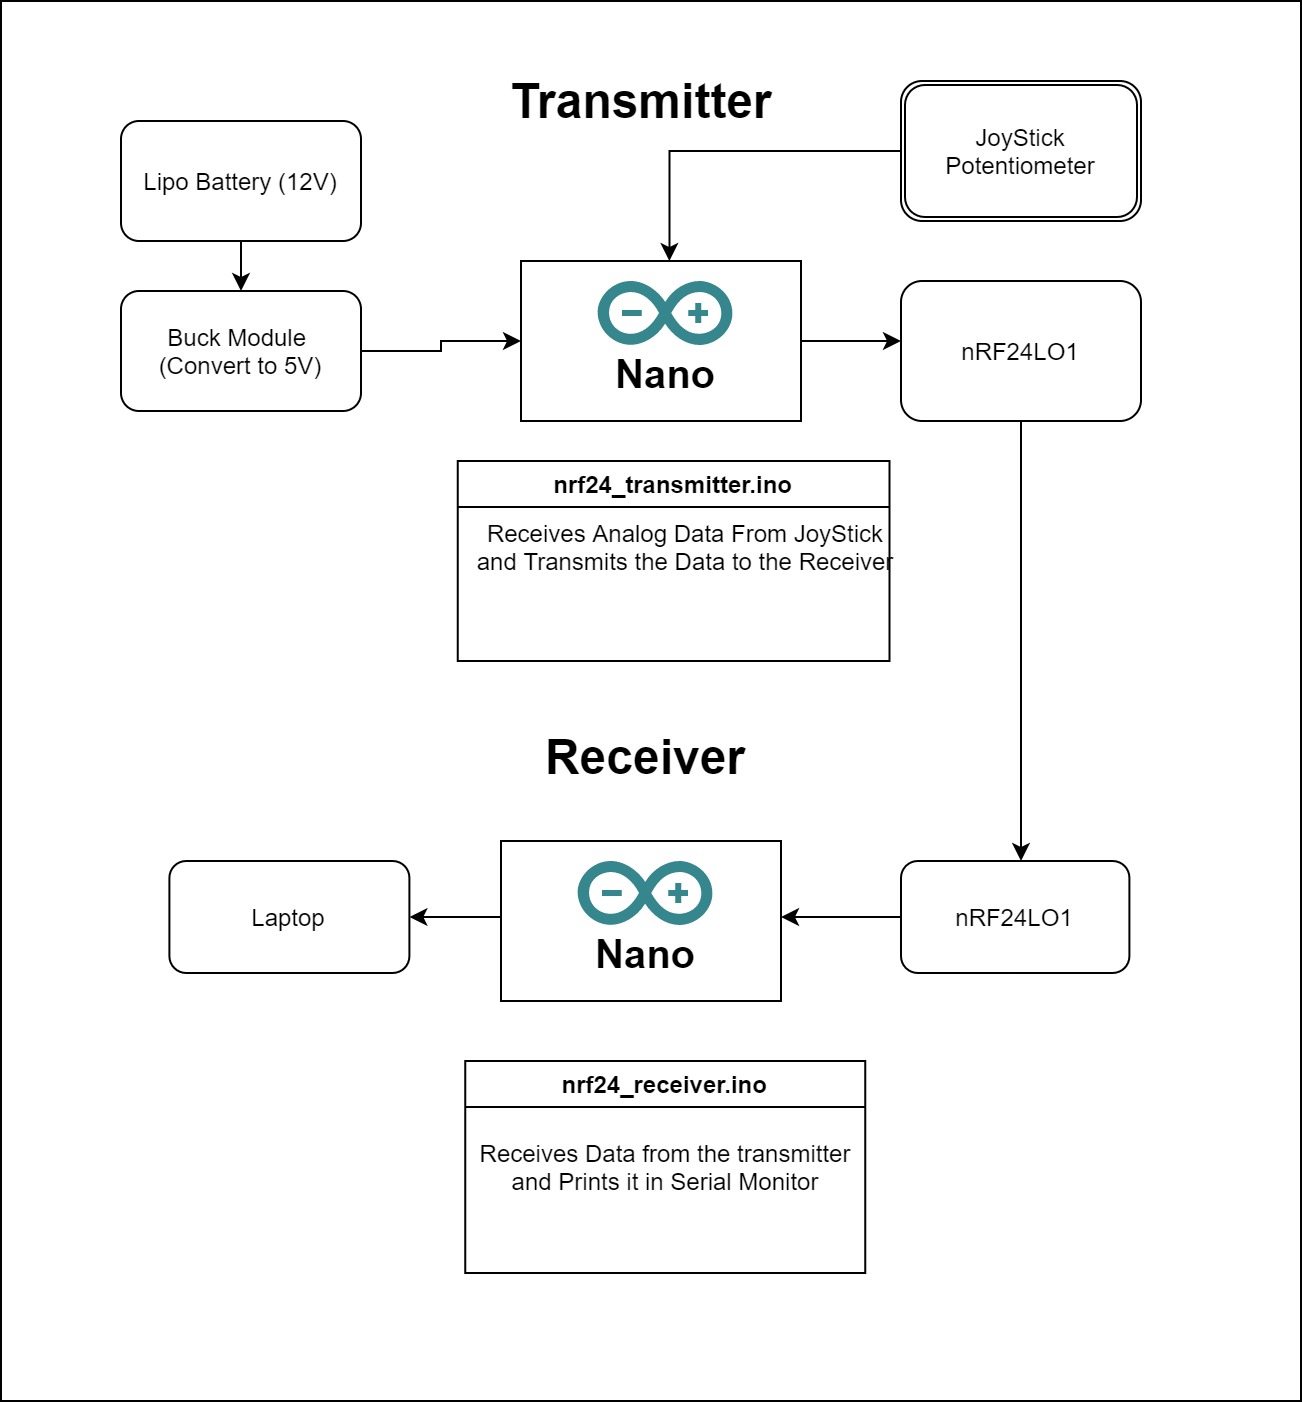 Transmitter
JoyStick
Potentiometer
Lipo Battery (12V)
Buck Module
(Convert to 5V)
Nano
nRF24LO1
nrf24_transmitter.ino
Receives Analog Data From JoyStick
and Transmits the Data to the Receiver
Receiver
Laptop
Nano
nRF24LO1
nrf24_receiver.ino
Receives Data from the transmitter
and Prints it in Serial Monitor